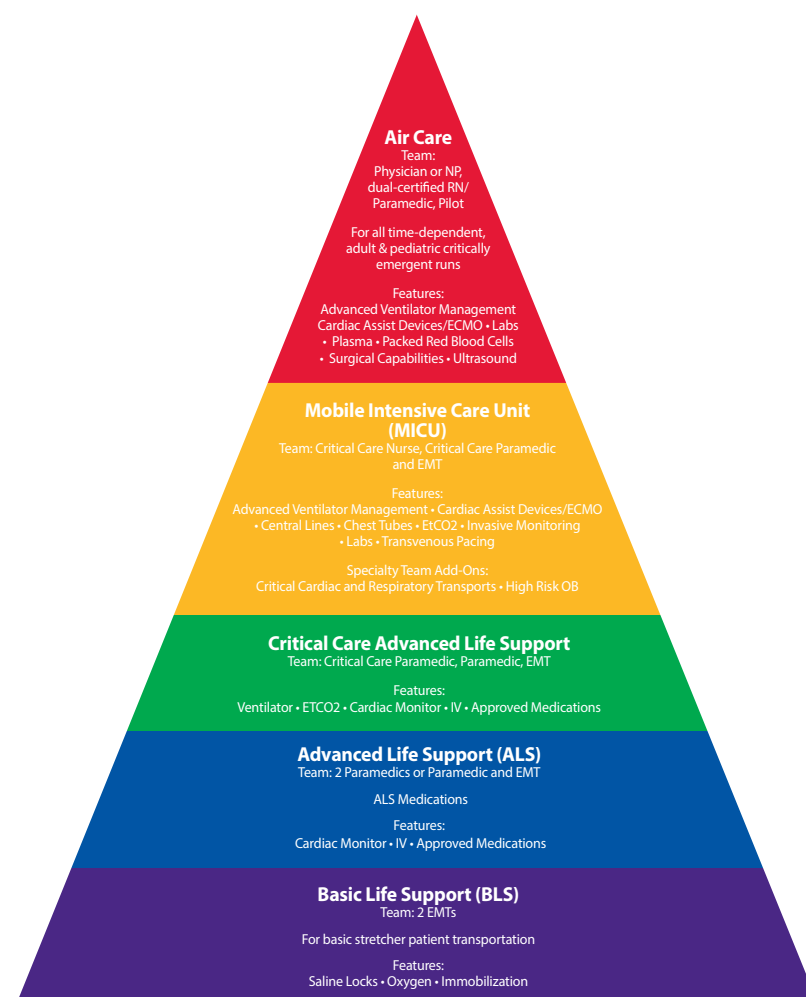 Air Care
Team:
Physician or NP,
dual-certified RN/
Paramedic, Pilot
For all time-dependent,
adult & pediatric critically
emergent runs
Features:
Advanced Ventilator Management
Cardiac Assist Devices/ECMO • Labs
• Plasma • Packed Red Blood Cells
• Surgical Capabilities • Ultrasound
Mobile Intensive Care Unit
(MICU)
Team: Critical Care Nurse, Critical Care Paramedic
and EMT
Features:
Advanced Ventilator Management • Cardiac Assist Devices/ECMO
• Central Lines • Chest Tubes • EtCO2 • Invasive Monitoring
• Labs • Transvenous Pacing
Specialty Team Add-Ons:
Critical Cardiac and Respiratory Transports • High Risk OB
Critical Care Advanced Life Support
Team: Critical Care Paramedic, Paramedic, EMT
Features:
Ventilator • ETCO2 • Cardiac Monitor • IV • Approved Medications
Advanced Life Support (ALS)
Team: 2 Paramedics or Paramedic and EMT
ALS Medications
Features:
Cardiac Monitor • IV • Approved Medications
Basic Life Support (BLS)
Team: 2 EMTs
For basic stretcher patient transportation
Features:
Saline Locks • Oxygen • Immobilization